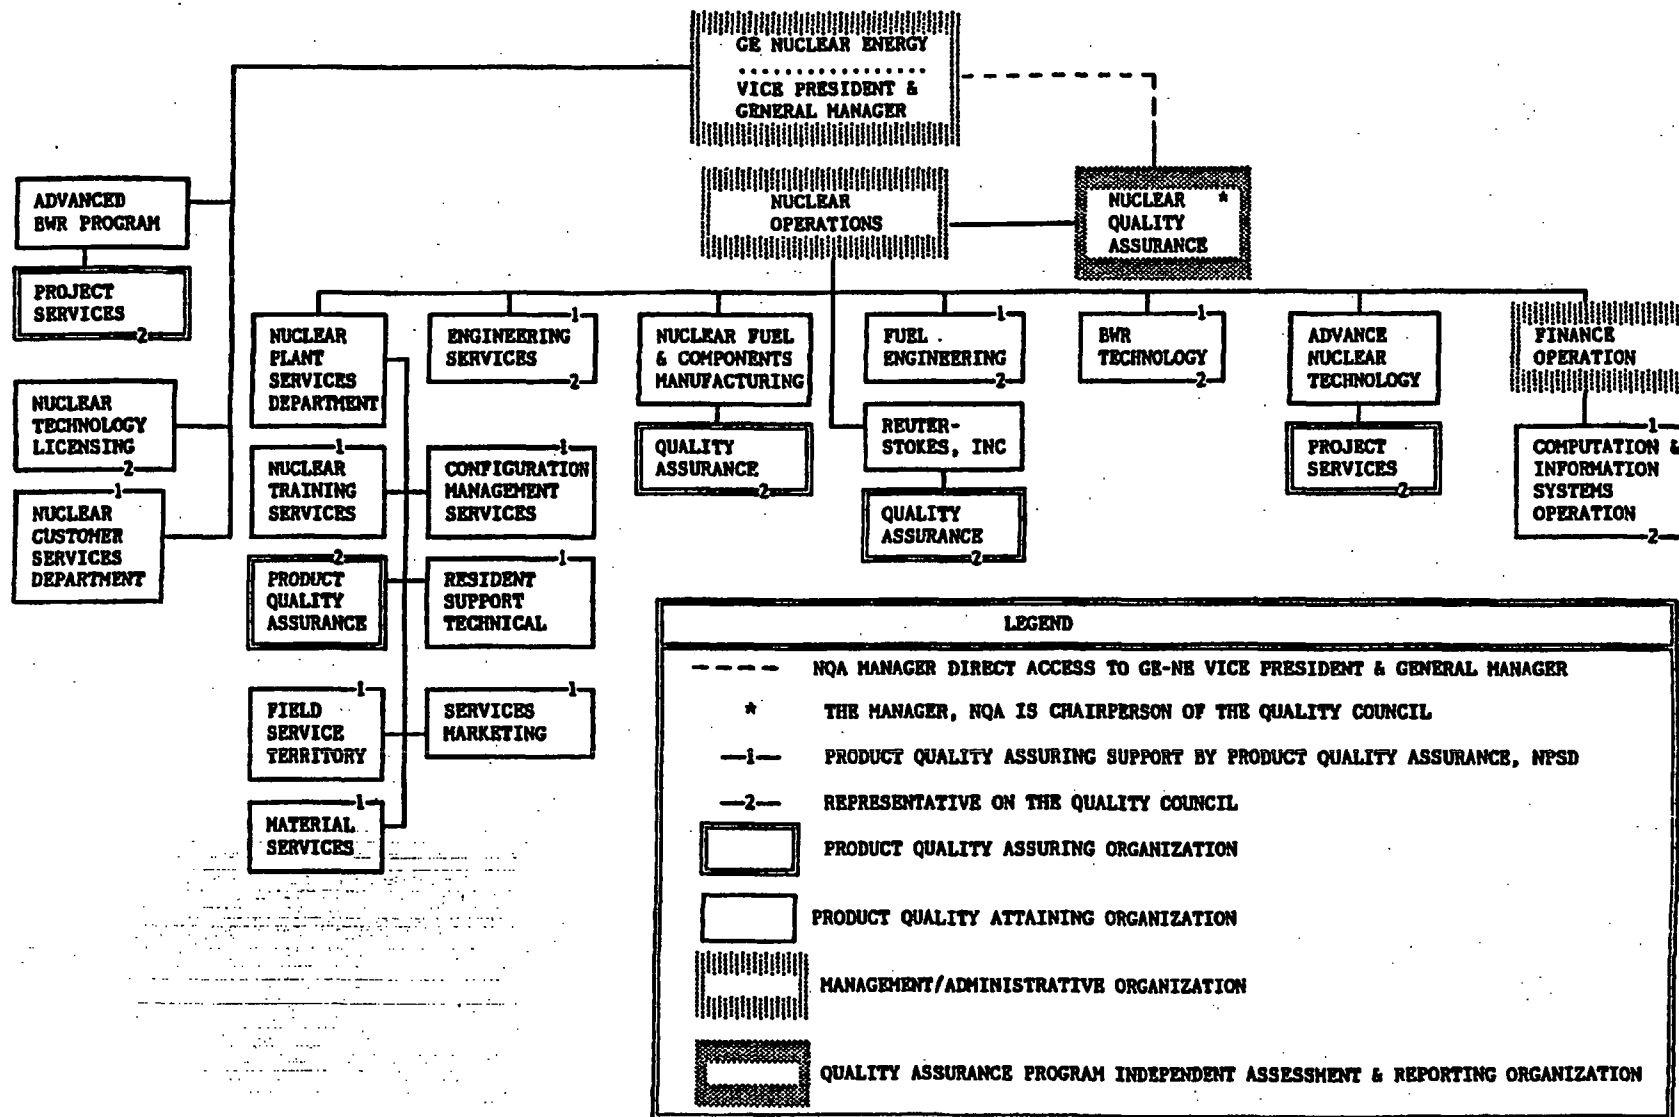 GE NUCLEAR ENERGY
VICE PRESIDENT &
GENERAL MANAGER
NUCLEAR
OPERATIONS
NUCLEAR *
QUALITY
ASSURANCE
ADVANCED
BWR PROGRAM
PROJECT
SERVICES
2
NUCLEAR
TECHNOLOGY
LICENSING
2
1
NUCLEAR
CUSTOMER
SERVICES
DEPARTMENT
NUCLEAR
PLANT
SERVICES
DEPARTMENT
1
ENGINEERING
SERVICES
2
NUCLEAR FUEL
& COMPONENTS
MANUFACTURING
QUALITY
ASSURANCE
2
1
FUEL
ENGINEERING
2
REUTER-
STOKES, INC
QUALITY
ASSURANCE
2
1
BWR
TECHNOLOGY
2
ADVANCE
NUCLEAR
TECHNOLOGY
PROJECT
SERVICES
2
FINANCE
OPERATION
1
COMPUTATION &
INFORMATION
SYSTEMS
OPERATION
2
1
NUCLEAR
TRAINING
SERVICES
1
CONFIGURATION
MANAGEMENT
SERVICES
2
PRODUCT
QUALITY
ASSURANCE
1
RESIDENT
SUPPORT
TECHNICAL
1
FIELD
SERVICE
TERRITORY
1
SERVICES
MARKETING
1
MATERIAL
SERVICES
LEGEND
NQA MANAGER DIRECT ACCESS TO GE-NE VICE PRESIDENT & GENERAL MANAGER
* THE MANAGER, NQA IS CHAIRPERSON OF THE QUALITY COUNCIL
—1— PRODUCT QUALITY ASSURING SUPPORT BY PRODUCT QUALITY ASSURANCE, NPSD
—2— REPRESENTATIVE ON THE QUALITY COUNCIL
PRODUCT QUALITY ASSURING ORGANIZATION
PRODUCT QUALITY ATTAINING ORGANIZATION
MANAGEMENT/ADMINISTRATIVE ORGANIZATION
QUALITY ASSURANCE PROGRAM INDEPENDENT ASSESSMENT & REPORTING ORGANIZATION